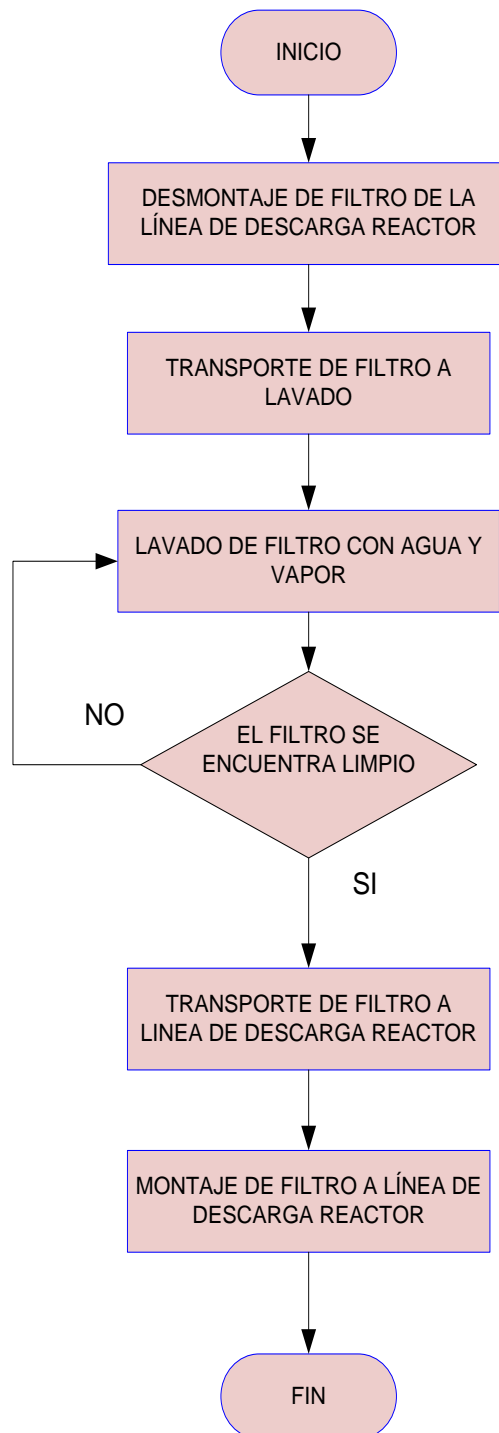 INICIO
DESMONTAJE DE FILTRO DE LA
LÍNEA DE DESCARGA REACTOR
TRANSPORTE DE FILTRO A
LAVADO
LAVADO DE FILTRO CON AGUA Y
VAPOR
NO
EL FILTRO SE
ENCUENTRA LIMPIO
SI
TRANSPORTE DE FILTRO A
LINEA DE DESCARGA REACTOR
MONTAJE DE FILTRO A LÍNEA DE
DESCARGA REACTOR
FIN